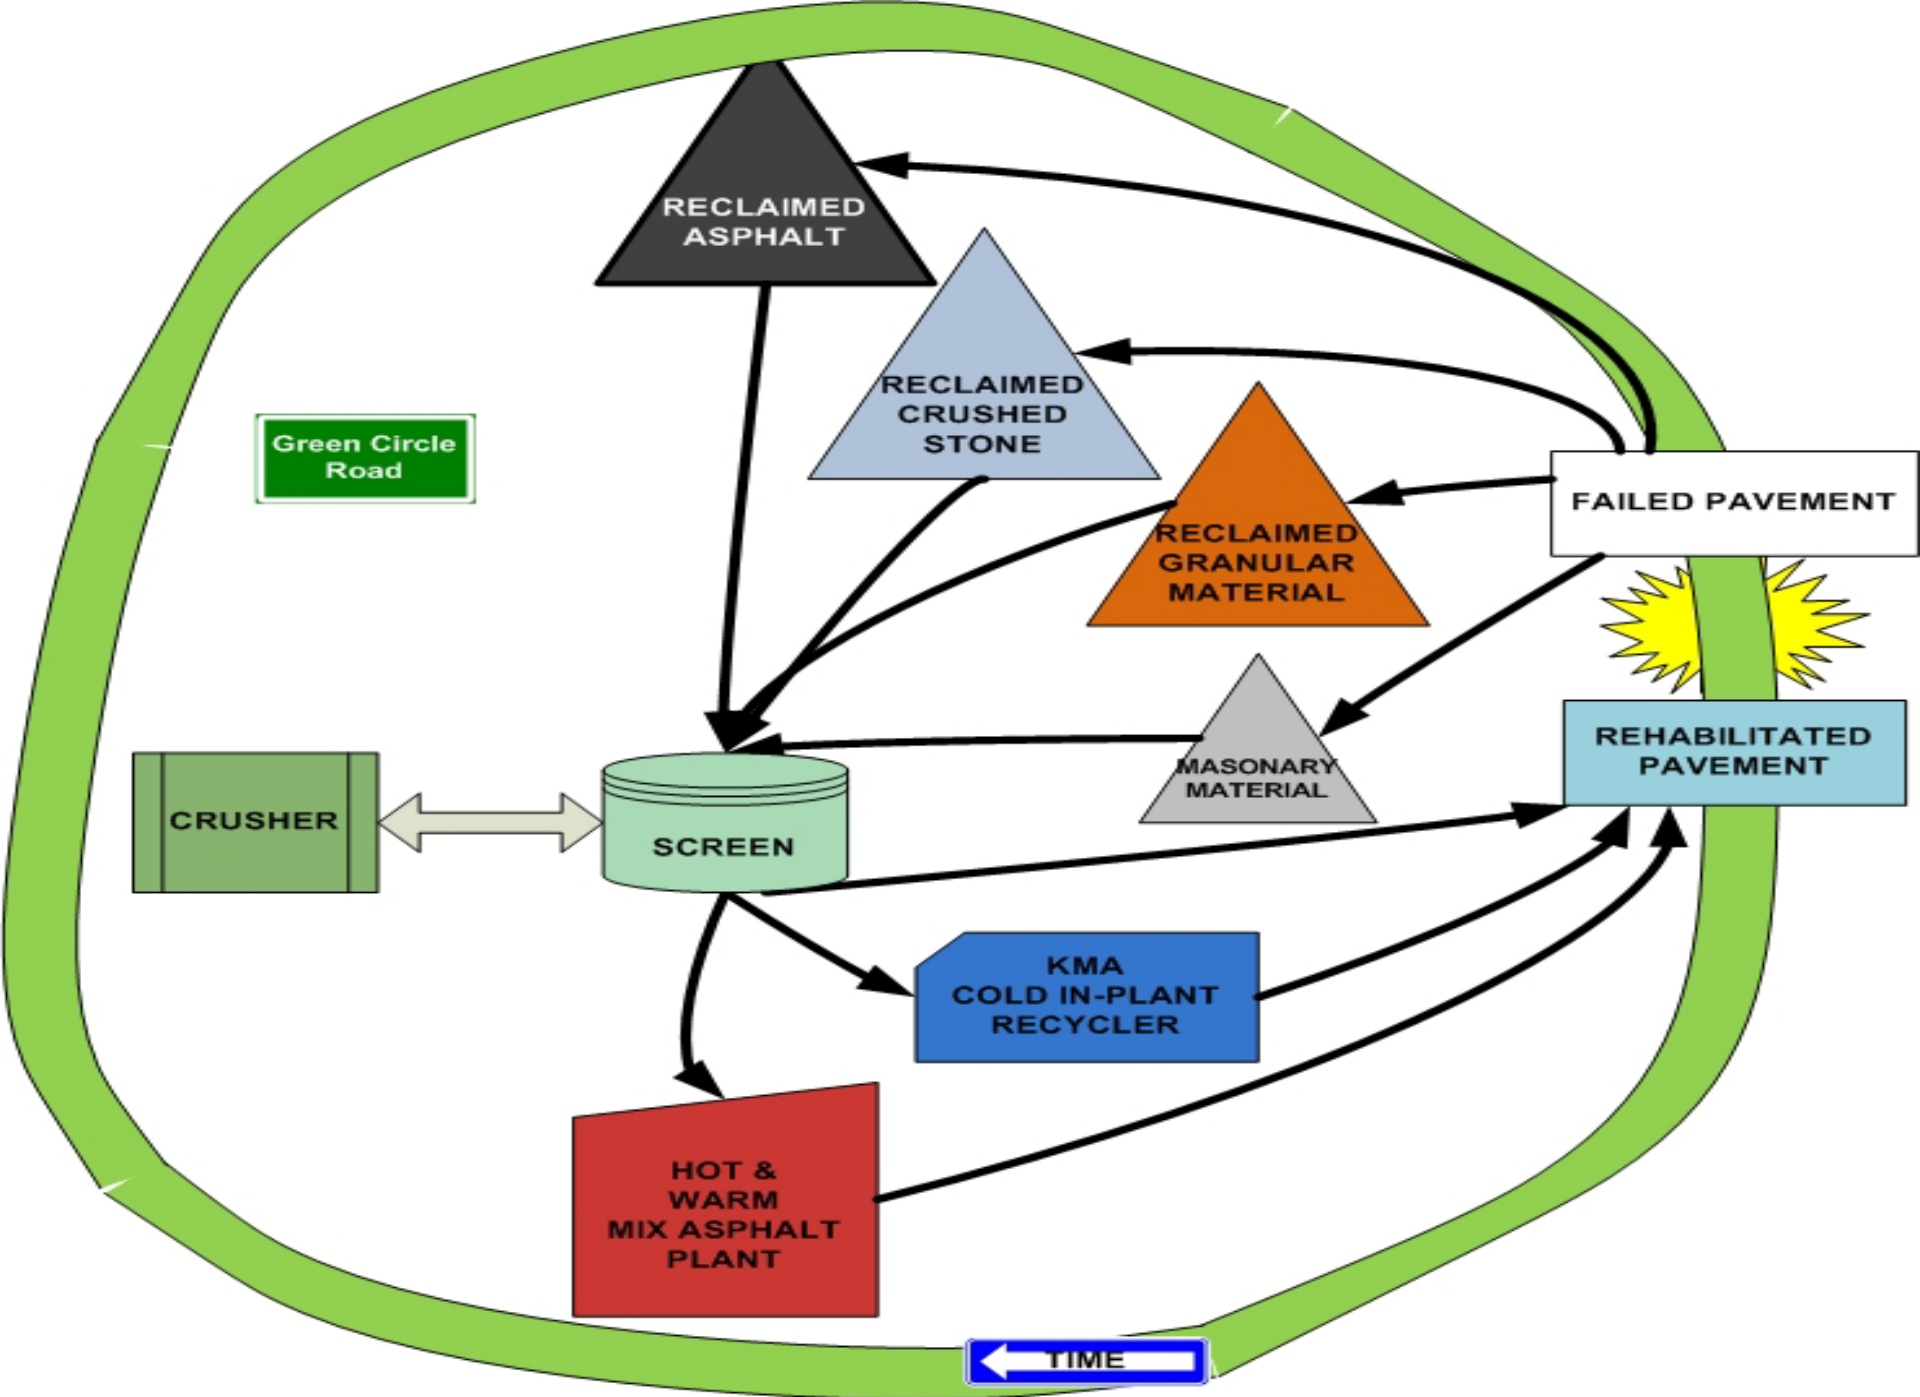 RECLAIMED
ASPHALT
RECLAIMED
CRUSHED
STONE
Green Circle
Road
FAILED PAVEMENT
RECLAIMED
GRANULAR
MATERIAL
REHABILITATED
PAVEMENT
MASONARY
MATERIAL
CRUSHER
SCREEN
KMA
COLD IN-PLANT
RECYCLER
HOT &
WARM
MIX ASPHALT
PLANT
TIME